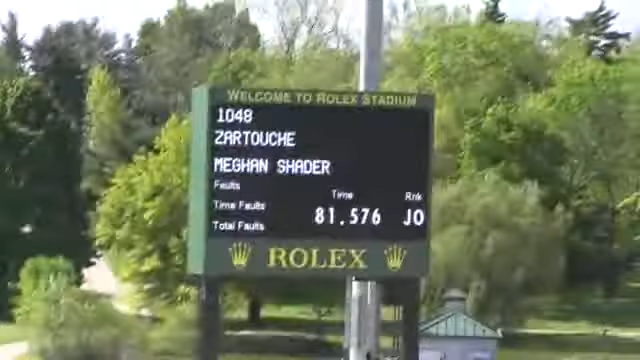 WELCOME TO ROLEX STADIUM
1048
ZARTOUCHE
MEGHAN SHADER
Faults
Time Rnk
Time Faults
81.576 JO
Total Faults
ROLEX